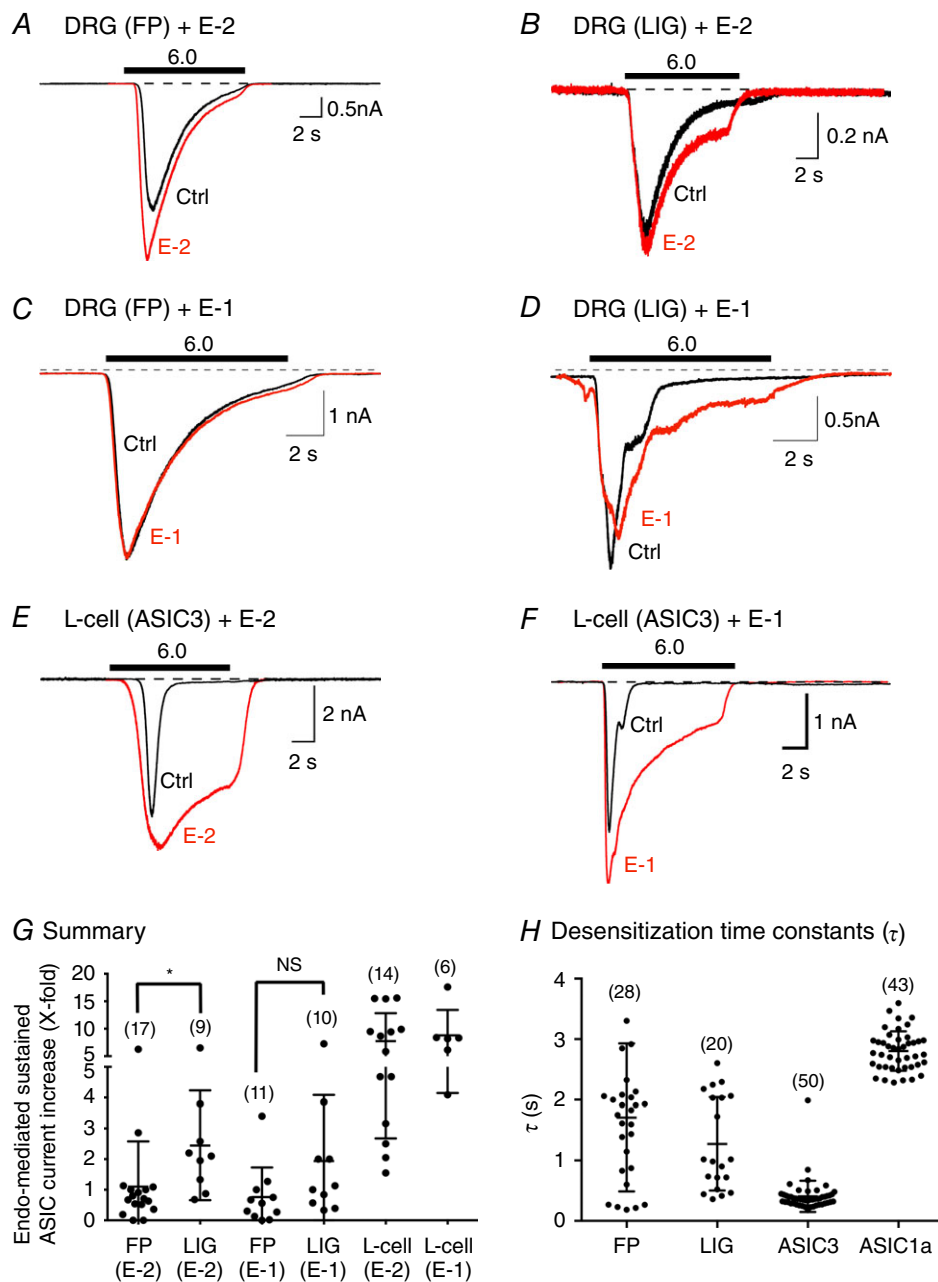 A DRG (FP) + E-2
6.0
0.5nA
2 s
Ctrl
E-2
B DRG (LIG) + E-2
6.0
0.2 nA
2 s
Ctrl
E-2
C DRG (FP) + E-1
6.0
1 nA
2 s
Ctrl
E-1
D DRG (LIG) + E-1
6.0
0.5nA
2 s
E-1
Ctrl
E L-cell (ASIC3) + E-2
6.0
2 nA
2 s
Ctrl
E-2
F L-cell (ASIC3) + E-1
6.0
Ctrl
1 nA
2 s
E-1
G Summary
Endo-mediated sustained
ASIC current increase (X-fold)
20
15
10
5
4
3
2
1
0
*
NS
(17)
(9)
(11)
(10)
(14)
(6)
FP LIG FP LIG L-cell L-cell
(E-2) (E-2) (E-1) (E-1) (E-2) (E-1)
H Desensitization time constants (τ)
τ (s)
4
3
2
1
0
(28)
(20)
(50)
(43)
FP LIG ASIC3 ASIC1a